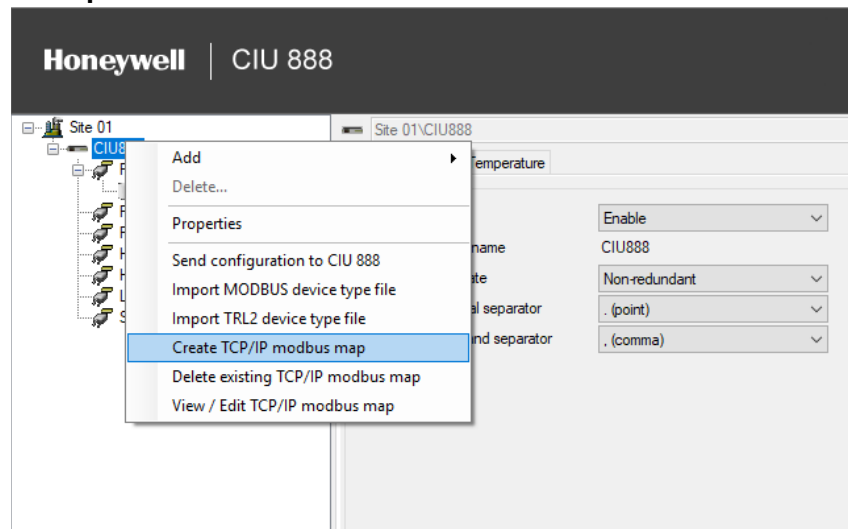 Honeywell | CIU 888
Site 01
Site 01\CIU888
CIU8
Add
Temperature
Delete...
Properties
Enable
name
CIU888
Send configuration to CIU 888
ate
Non-redundant
Import MODBUS device type file
al separator
. (point)
Import TRL2 device type file
Create TCP/IP modbus map
and separator
, (comma)
Delete existing TCP/IP modbus map
View / Edit TCP/IP modbus map
F
F
F
H
H
L
S